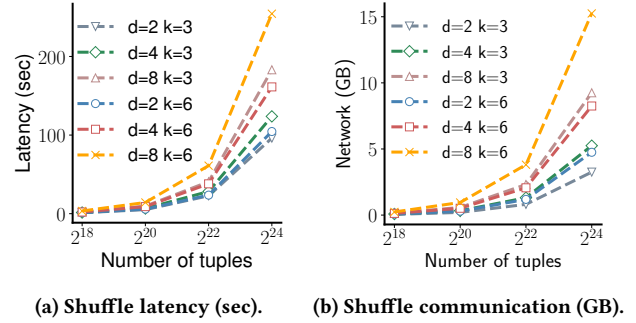 Latency (sec)
200
100
0
d=2 k=3
d=4 k=3
d=8 k=3
d=2 k=6
d=4 k=6
d=8 k=6
2^18 2^20 2^22 2^24
Number of tuples
(a) Shuffle latency (sec).
Network (GB)
15
10
5
0
d=2 k=3
d=4 k=3
d=8 k=3
d=2 k=6
d=4 k=6
d=8 k=6
2^18 2^20 2^22 2^24
Number of tuples
(b) Shuffle communication (GB).